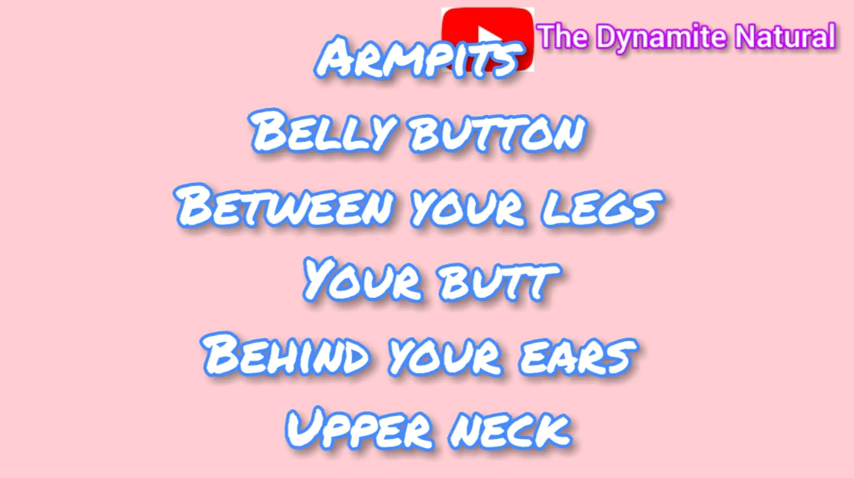 The Dynamite Natural
Armpits
Belly button
Between your legs
Your butt
Behind your ears
Upper neck